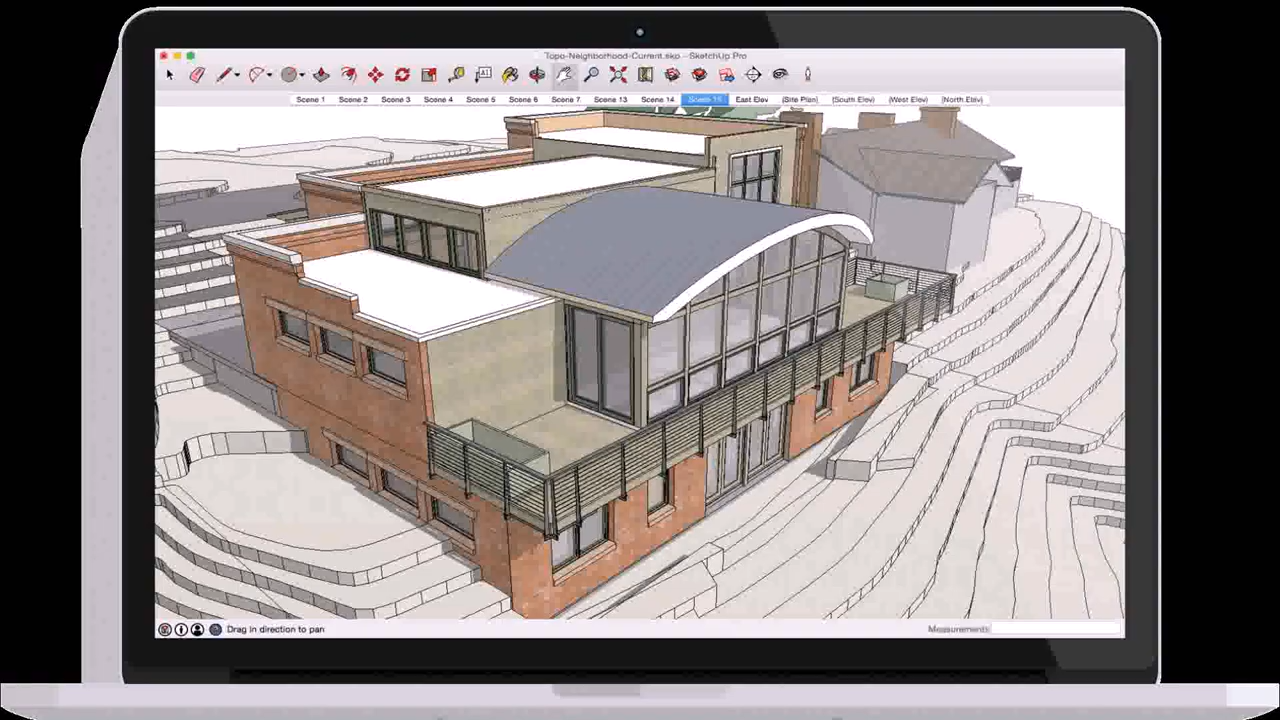 Topo-Neighborhood-Current.skp - SketchUp Pro
Scene 1 Scene 2 Scene 3 Scene 4 Scene 5 Scene 6 Scene 7 Scene 13 Scene 14 Scene 15 East Elev (Site Plan) (South Elev) (West Elev) (North Elev)
Drag in direction to pan
Measurements